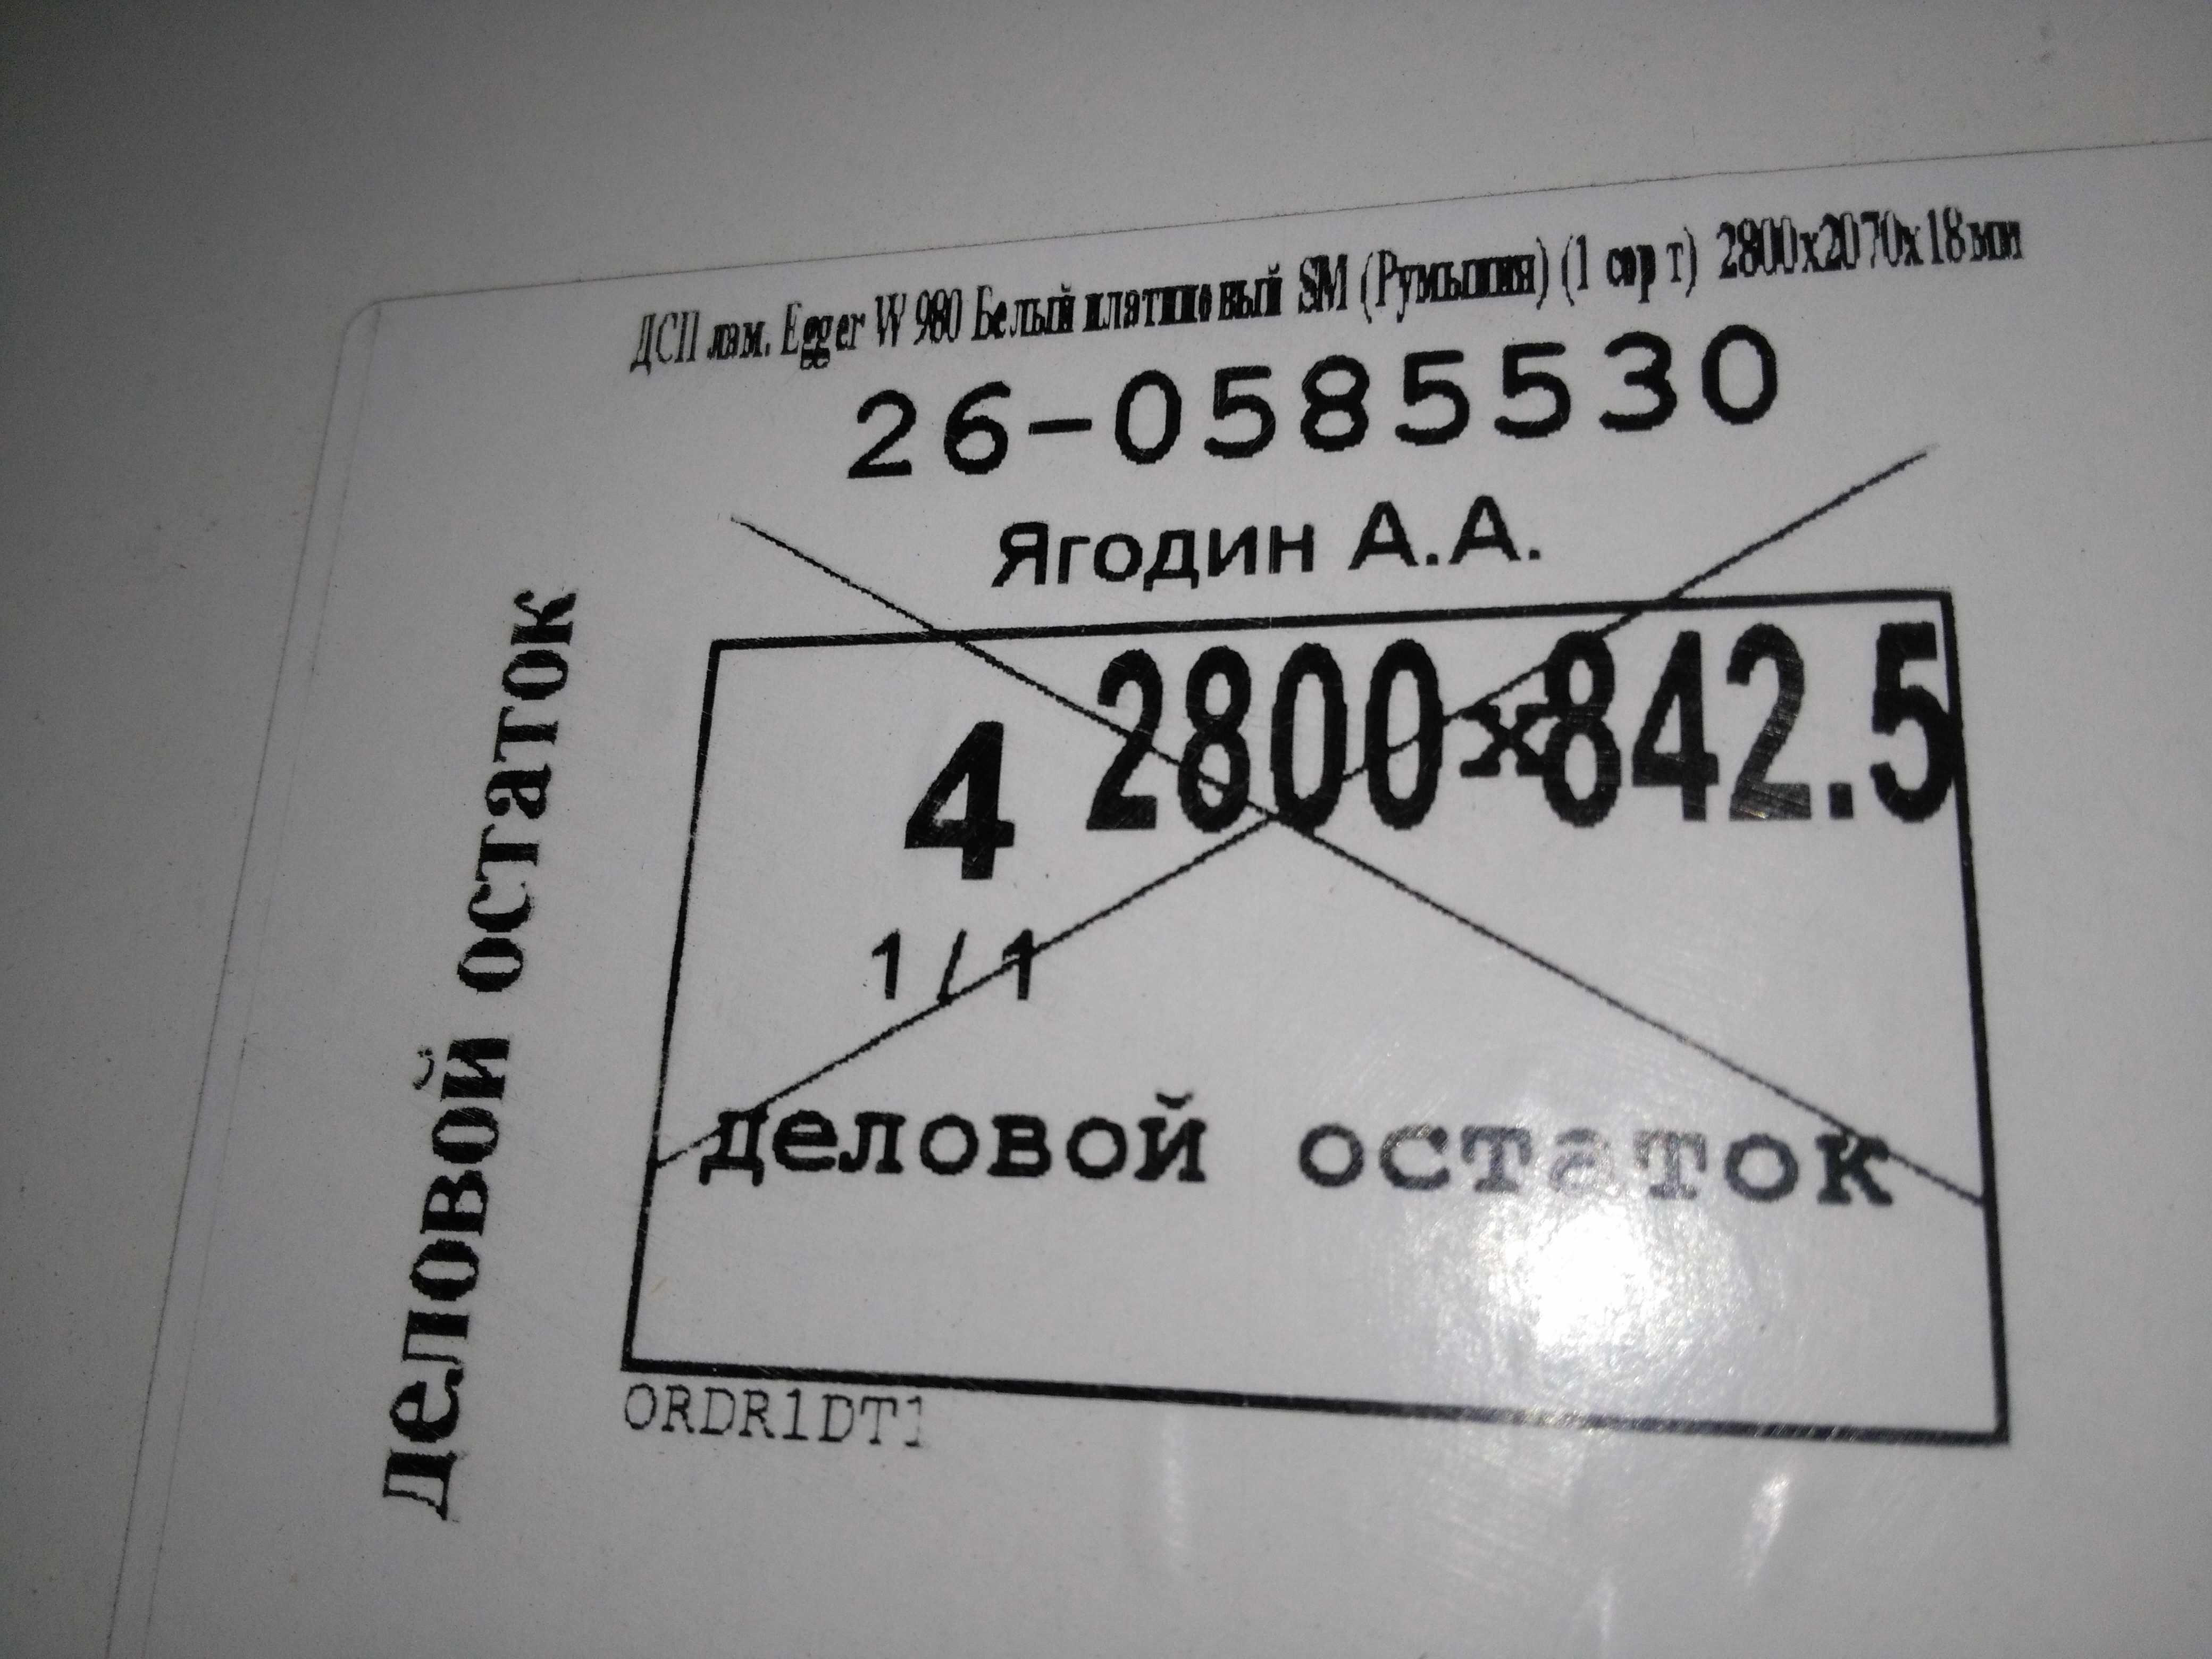 ДСП лам. Egger W 980 Белый платиновый SM (Румыния) (1 сорт) 2800x2070x18мм
26-0585530
Ягодин А.А.
4 2800x842.5
1/1
деловой остаток
ORDR1DT1
Деловой остаток